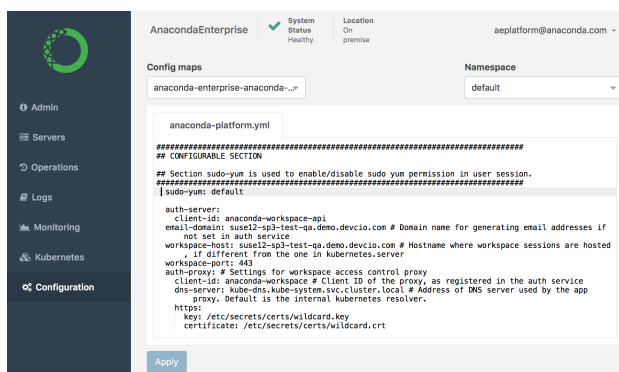 AnacondaEnterprise
System
Status
Healthy
Location
On
premise
aeplatform@anaconda.com
Admin
Servers
Operations
Logs
Monitoring
Kubernetes
Configuration
Config maps
anaconda-enterprise-anaconda-...
Namespace
default
anaconda-platform.yml
################################################################################
## CONFIGURABLE SECTION
## Section sudo-yum is used to enable/disable sudo yum permission in user session.
################################################################################
sudo-yum: default
auth-server:
client-id: anaconda-workspace-api
email-domain: suse12-sp3-test-qa.demo.devcio.com # Domain name for generating email addresses if
not set in auth service
workspace-host: suse12-sp3-test-qa.demo.devcio.com # Hostname where workspace sessions are hosted
, if different from the one in kubernetes.server
workspace-port: 443
auth-proxy: # Settings for workspace access control proxy
client-id: anaconda-workspace # Client ID of the proxy, as registered in the auth service
dns-server: kube-dns.kube-system.svc.cluster.local # Address of DNS server used by the app
proxy. Default is the internal kubernetes resolver.
https:
key: /etc/secrets/certs/wildcard.key
certificate: /etc/secrets/certs/wildcard.crt
Apply